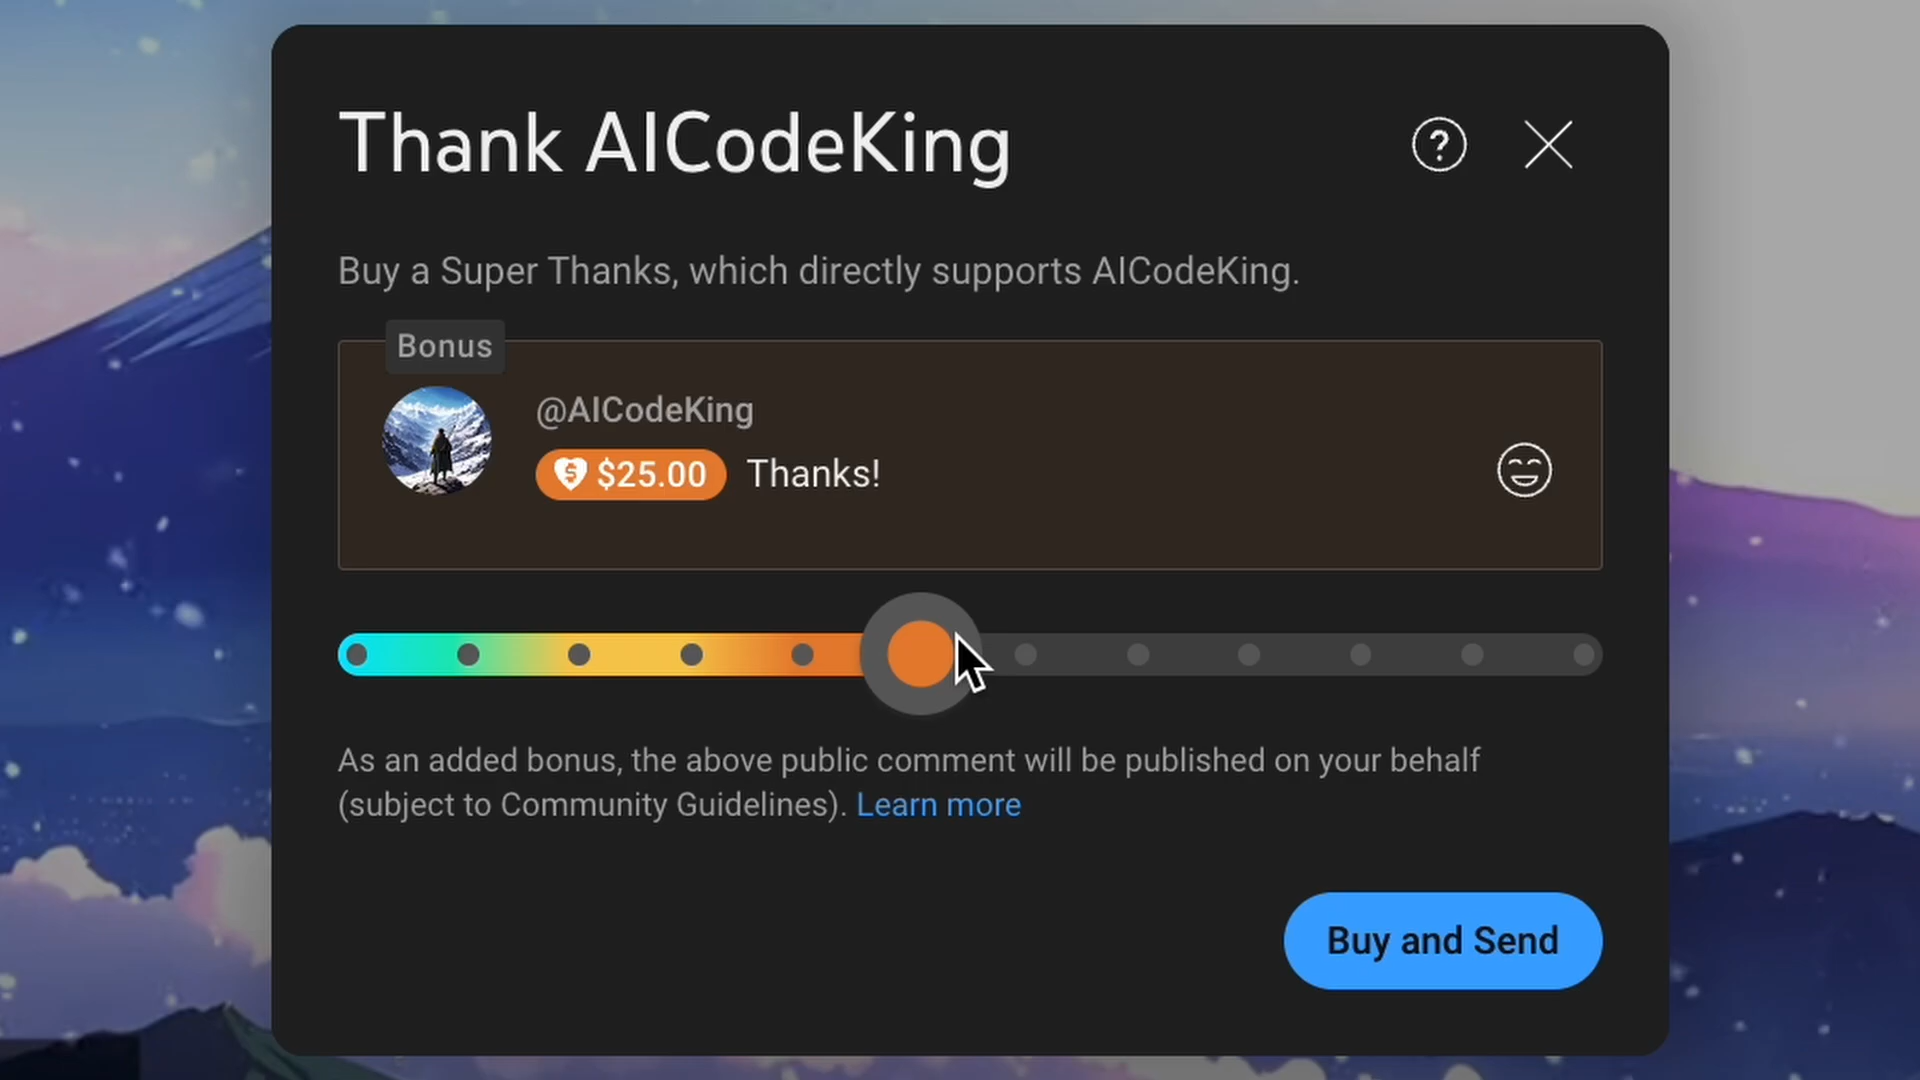 Thank AICodeKing
Buy a Super Thanks, which directly supports AICodeKing.
Bonus
@AICodeKing
$25.00 Thanks!
As an added bonus, the above public comment will be published on your behalf
(subject to Community Guidelines). Learn more
Buy and Send